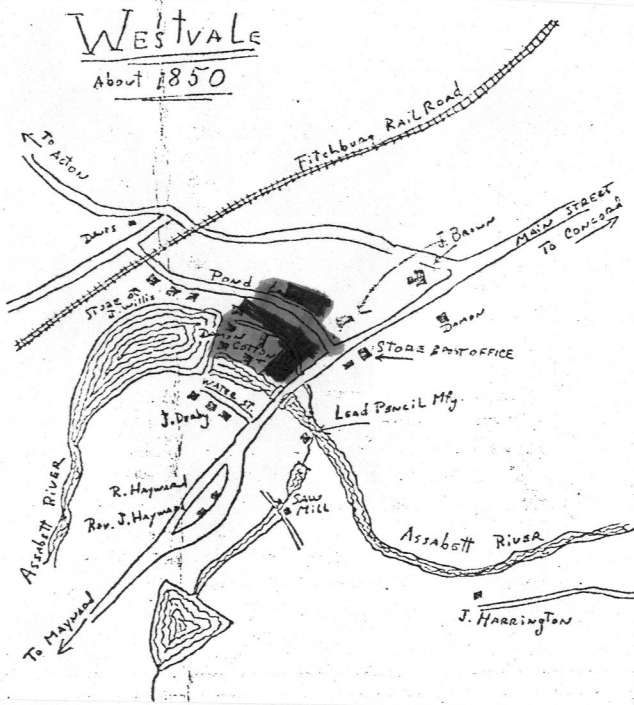 WESTVALE
About 1850
To Acton
Fitchburg RailRoad
Davis
J. Brown
Main Street
To Concord
Pond
Store of
J. Willis
Damon
Damon
Cotton
Store & Post Office
Water St.
J. Derby
Lead Pencil Mfg
R. Hayward
Rev. J. Hayward
Saw
Mill
Assabett River
Assabett River
To Maynard
J. Harrington